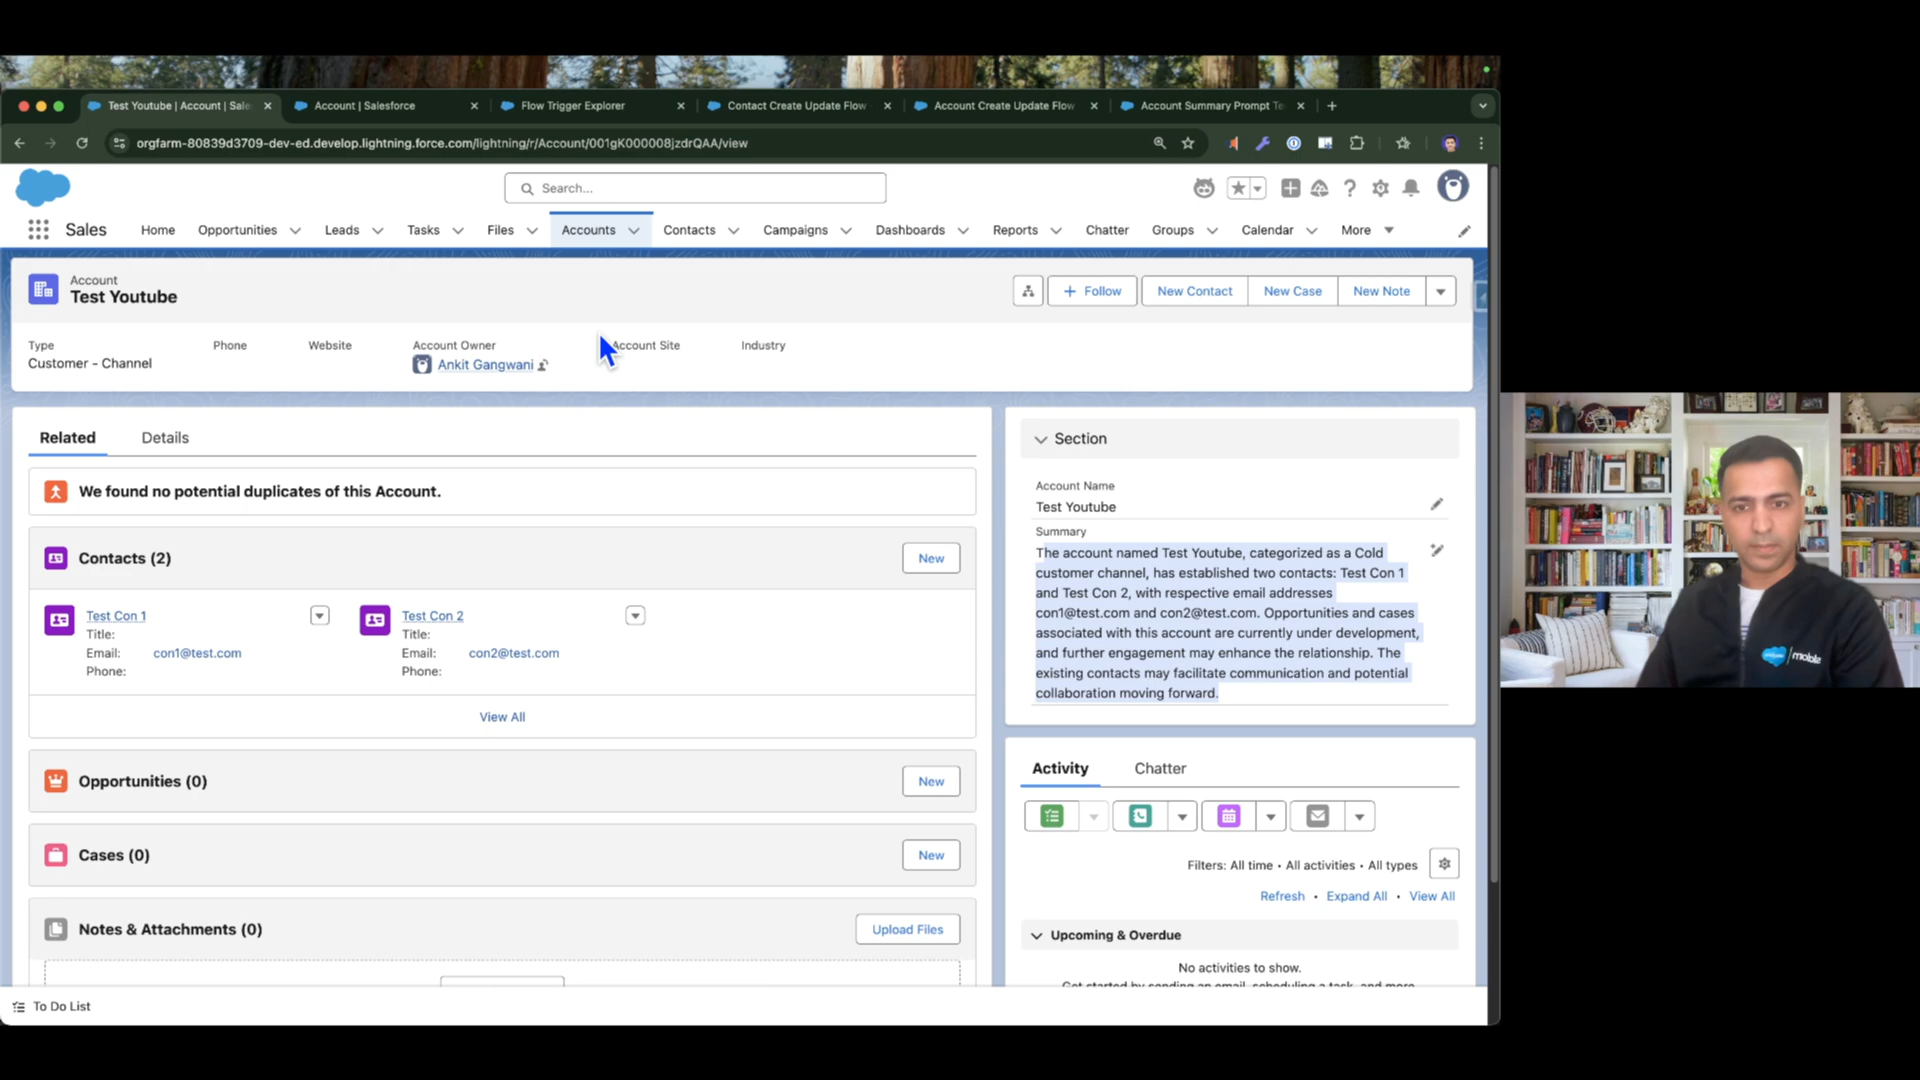 Test Youtube | Account | Sale
Account | Salesforce
Flow Trigger Explorer
Contact Create Update Flow
Account Create Update Flow
Account Summary Prompt Te
orgfarm-80839d3709-dev-ed.develop.lightning.force.com/lightning/r/Account/001gK000008jzdrQAA/view
Search...
Sales
Home
Opportunities
Leads
Tasks
Files
Accounts
Contacts
Campaigns
Dashboards
Reports
Chatter
Groups
Calendar
More
Account
Test Youtube
Follow
New Contact
New Case
New Note
Type
Phone
Website
Account Owner
Account Site
Industry
Customer - Channel
Ankit Gangwani
Related
Details
We found no potential duplicates of this Account.
Contacts (2)
New
Test Con 1
Title:
Email: con1@test.com
Phone:
Test Con 2
Title:
Email: con2@test.com
Phone:
View All
Opportunities (0)
New
Cases (0)
New
Notes & Attachments (0)
Upload Files
Section
Account Name
Test Youtube
Summary
The account named Test Youtube, categorized as a Cold
customer channel, has established two contacts: Test Con 1
and Test Con 2, with respective email addresses
con1@test.com and con2@test.com. Opportunities and cases
associated with this account are currently under development,
and further engagement may enhance the relationship. The
existing contacts may facilitate communication and potential
collaboration moving forward.
Activity
Chatter
Filters: All time • All activities • All types
Refresh • Expand All • View All
Upcoming & Overdue
No activities to show.
Get started by sending an email, scheduling a task, and more.
To Do List